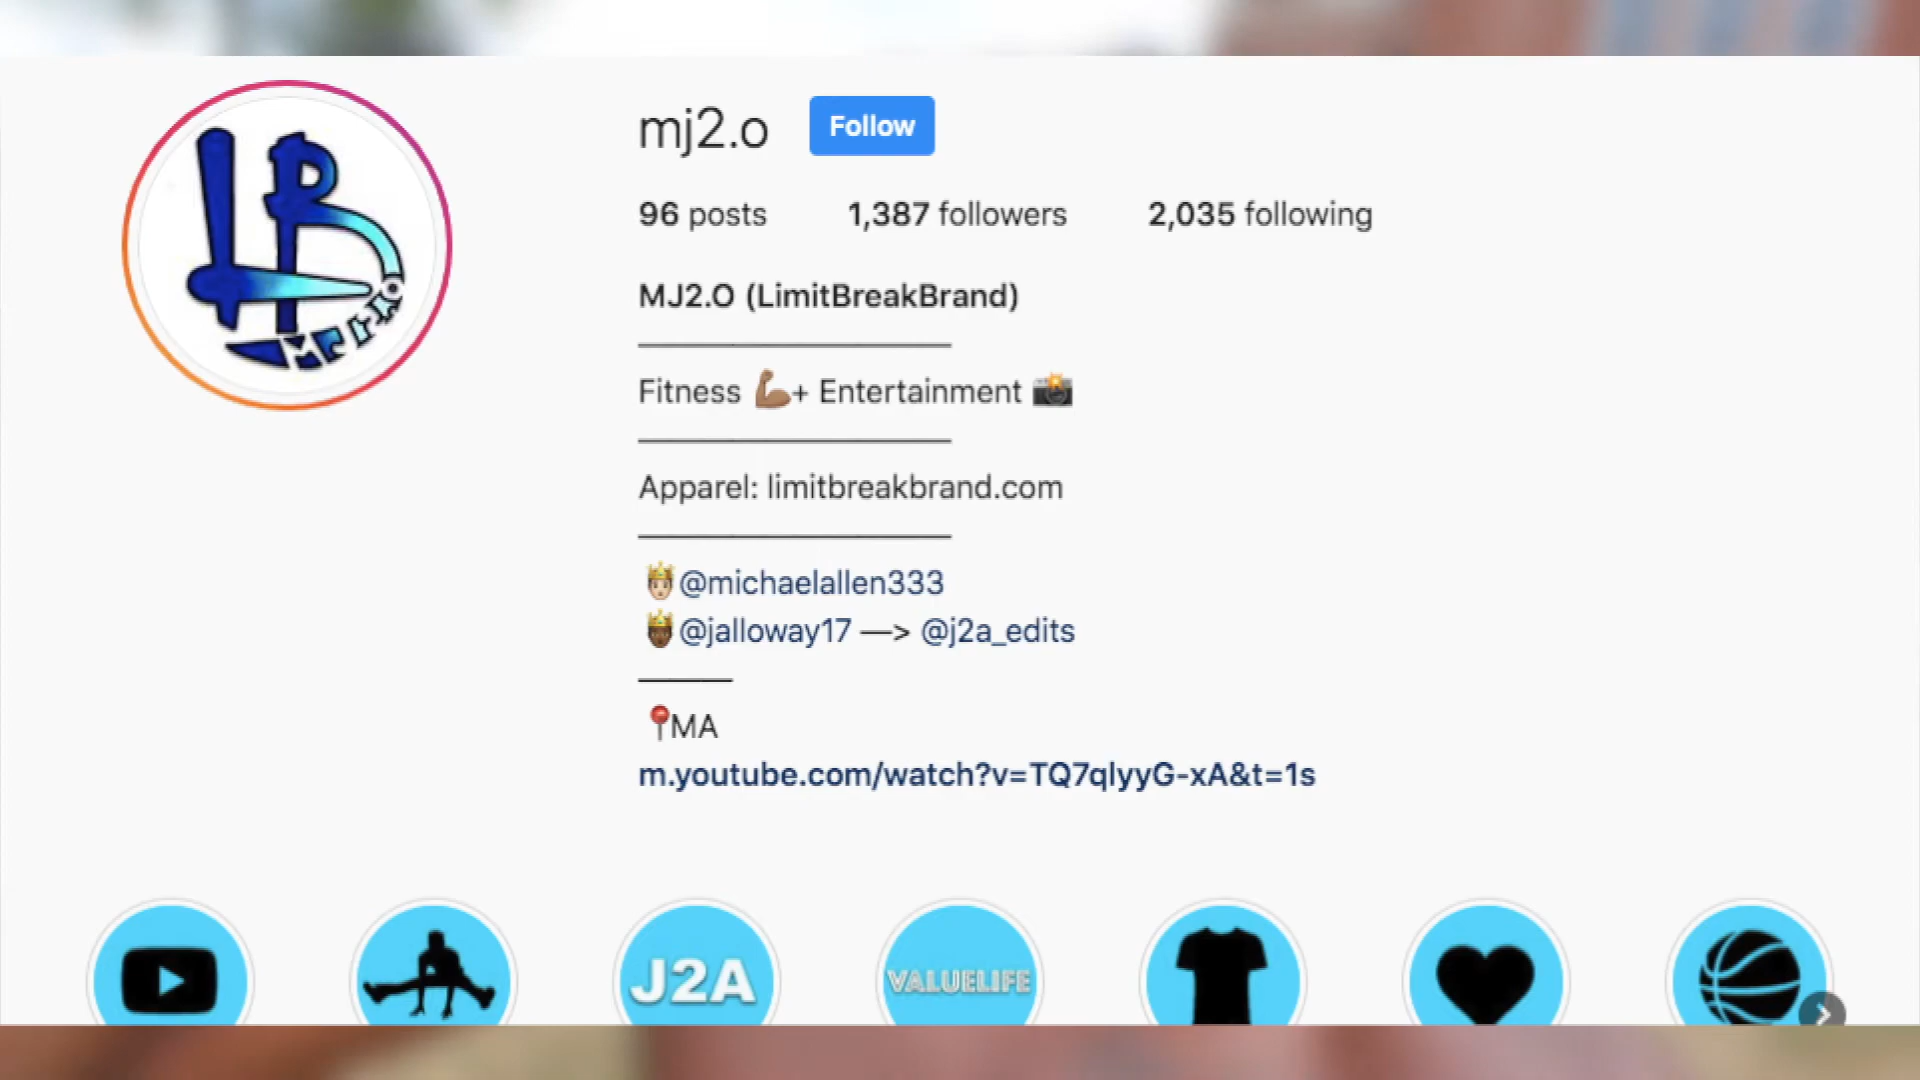 mj2.o Follow
96 posts 1,387 followers 2,035 following
MJ2.O (LimitBreakBrand)
Fitness 💪🏽+ Entertainment 📸
Apparel: limitbreakbrand.com
🤴🏼@michaelallen333
🤴🏾@jalloway17 —> @j2a_edits
📍MA
m.youtube.com/watch?v=TQ7qlyyG-xA&t=1s
J2A VALUELIFE